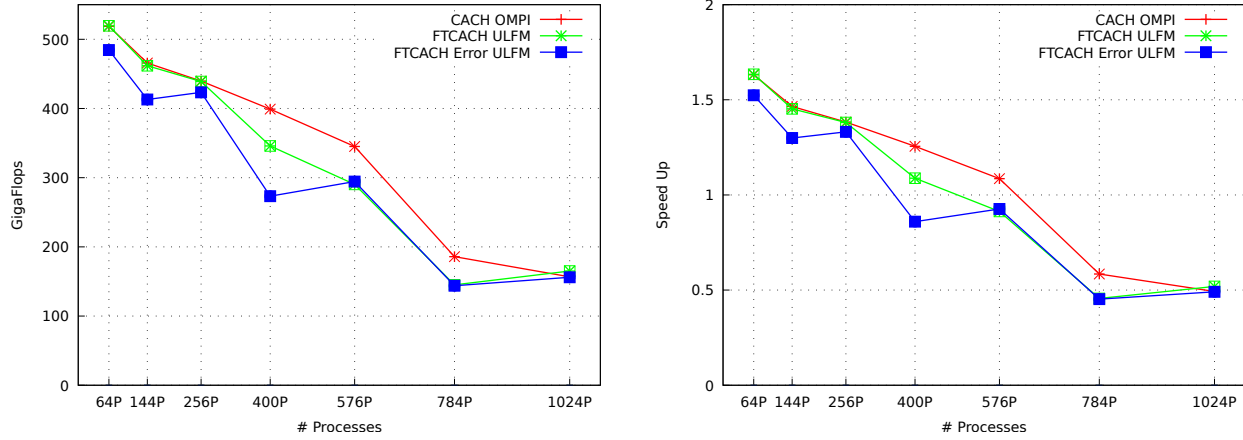 500
400
300
200
100
0
GigaFlops
64P 144P 256P 400P 576P 784P 1024P
# Processes
CACH OMPI
FTCACH ULFM
FTCACH Error ULFM
2
1.5
1
0.5
0
Speed Up
64P 144P 256P 400P 576P 784P 1024P
# Processes
CACH OMPI
FTCACH ULFM
FTCACH Error ULFM